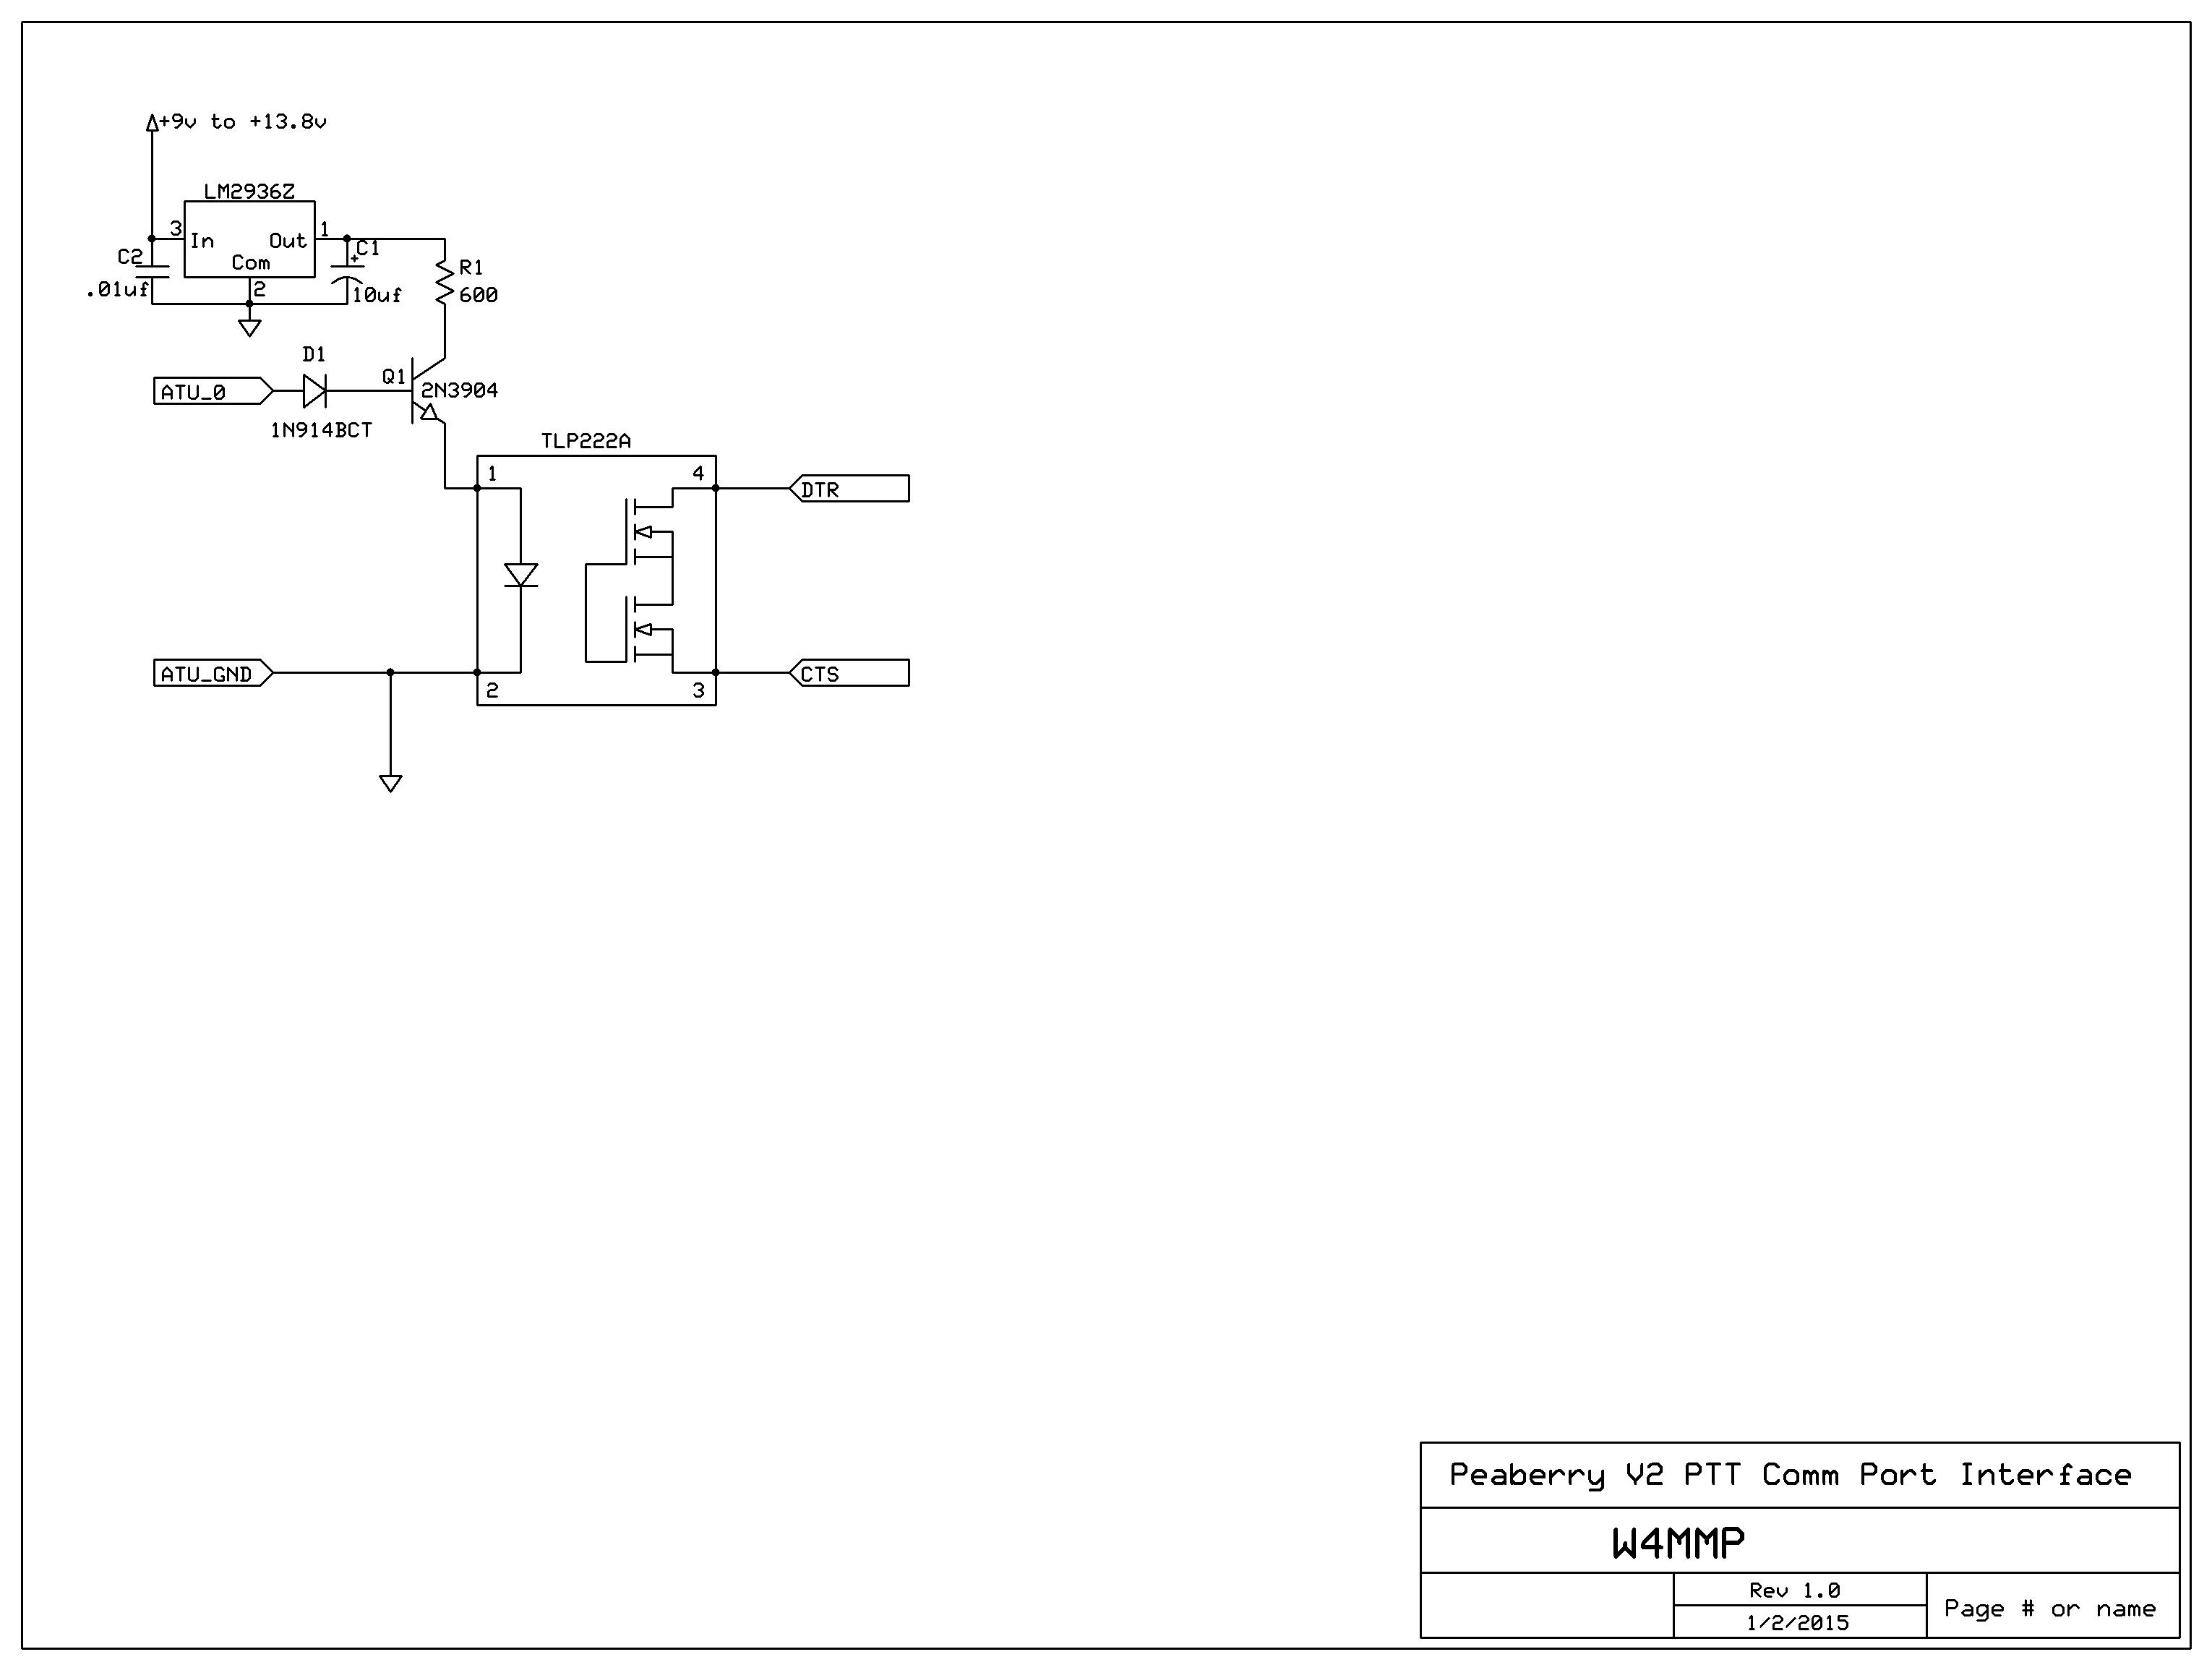 +9v to +13.8v
LM2936Z
3
In
Out
1
C1
+
C2
Com
R1
.01uf
2
10uf
600
D1
Q1
2N3904
ATU_0
1N914BCT
TLP222A
1
4
DTR
ATU_GND
CTS
2
3
Peaberry V2 PTT Comm Port Interface
W4MMP
Rev 1.0
1/2/2015
Page # or name